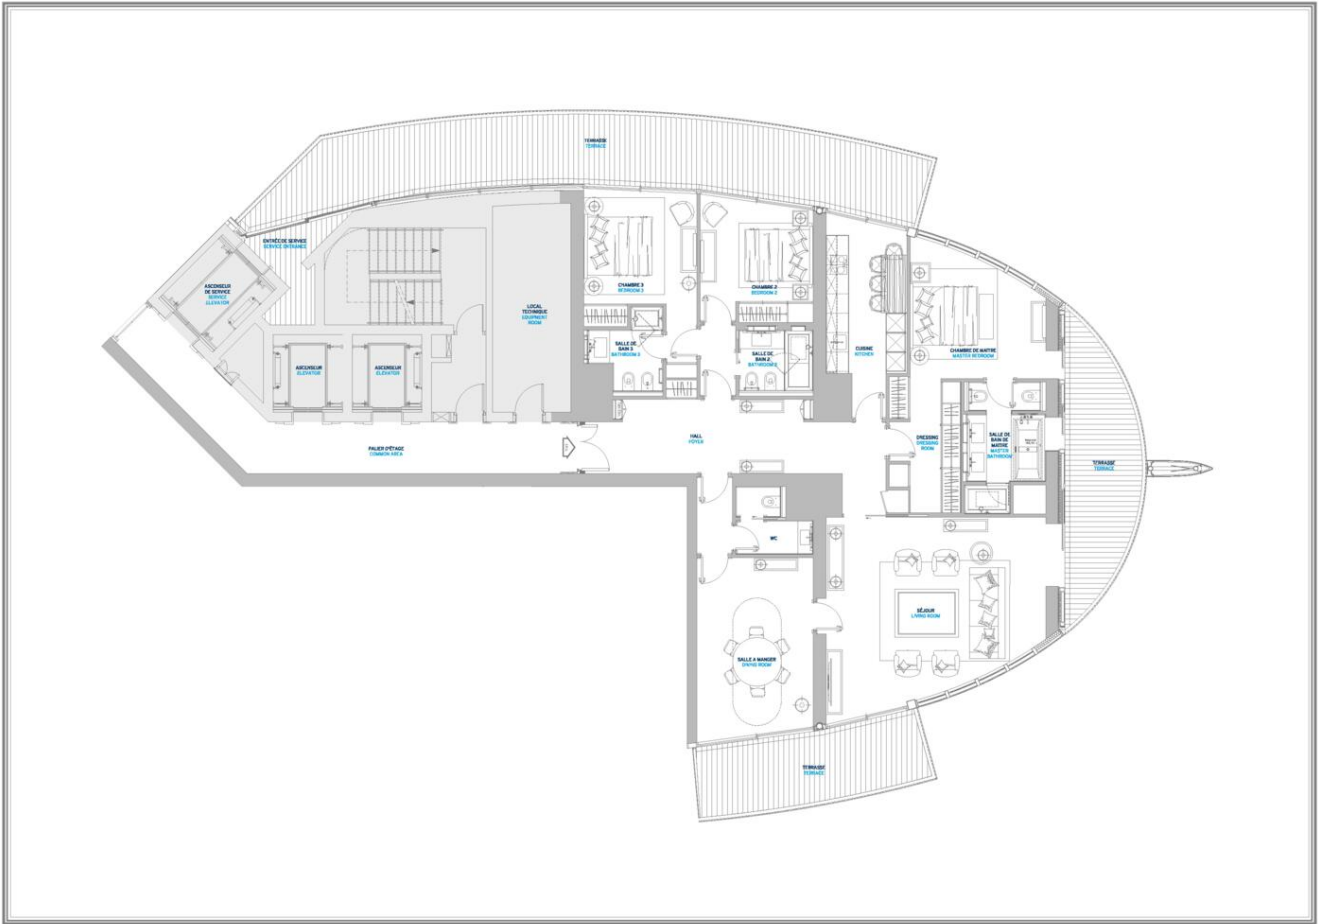 TERRASSE
TERRACE
ENTRÉE DE SERVICE
SERVICE ENTRANCE
ASCENSEUR
DE SERVICE
SERVICE
ELEVATOR
LOCAL
TECHNIQUE
EQUIPMENT
ROOM
ASCENSEUR
ELEVATOR
ASCENSEUR
ELEVATOR
CHAMBRE 3
BEDROOM 3
CHAMBRE 2
BEDROOM 2
SALLE DE
BAIN 3
BATHROOM 3
SALLE DE
BAIN 2
BATHROOM 2
CUISINE
KITCHEN
CHAMBRE DE MAITRE
MASTER BEDROOM
PALIER D'ÉTAGE
COMMON AREA
HALL
FOYER
DRESSING
DRESSING
ROOM
SALLE DE
BAIN DE
MAITRE
MASTER
BATHROOM
TERRASSE
TERRACE
WC
SÉJOUR
LIVING ROOM
SALLE A MANGER
DINING ROOM
TERRASSE
TERRACE